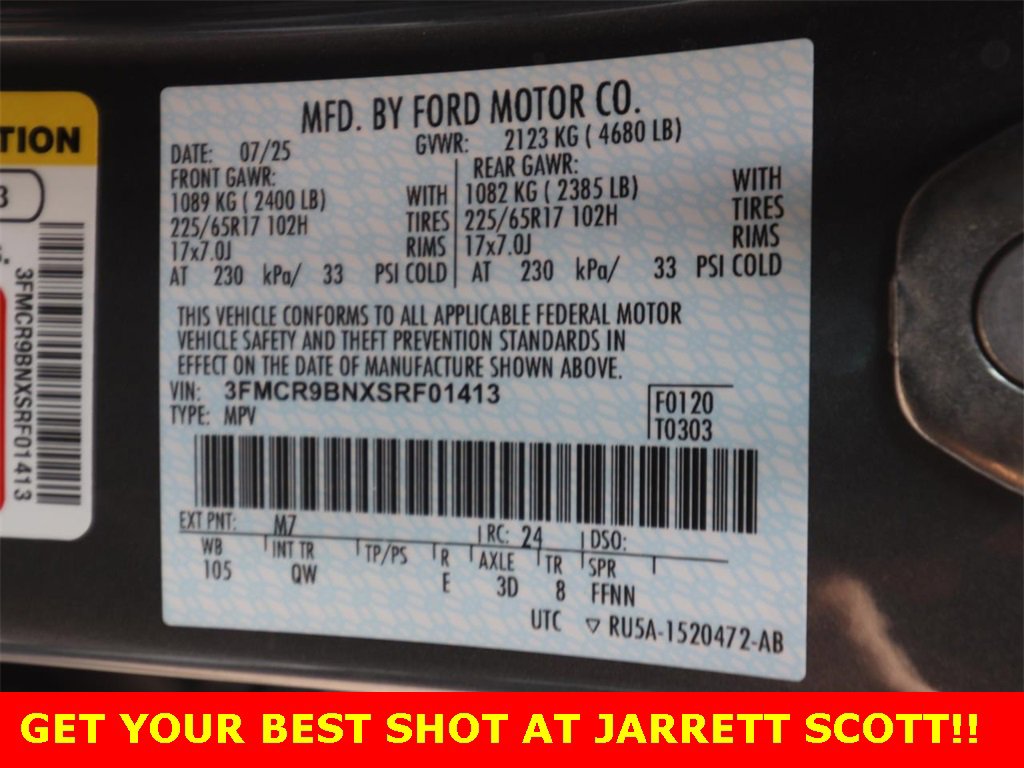 TION
3
3FMCR9BNXSRF01413
MFD. BY FORD MOTOR CO.
DATE: 07/25 GVWR: 2123 KG ( 4680 LB)
FRONT GAWR: REAR GAWR:
1089 KG ( 2400 LB) WITH 1082 KG ( 2385 LB) WITH
225/65R17 102H TIRES 225/65R17 102H TIRES
17x7.0J RIMS 17x7.0J RIMS
AT 230 kPa/ 33 PSI COLD AT 230 kPa/ 33 PSI COLD
THIS VEHICLE CONFORMS TO ALL APPLICABLE FEDERAL MOTOR
VEHICLE SAFETY AND THEFT PREVENTION STANDARDS IN
EFFECT ON THE DATE OF MANUFACTURE SHOWN ABOVE.
VIN: 3FMCR9BNXSRF01413
TYPE: MPV
F0120
T0303
EXT PNT: M7 RC: 24 DSO:
WB INT TR TP/PS R AXLE TR SPR
105 QW E 3D 8 FFNN
UTC ▽ RU5A-1520472-AB
GET YOUR BEST SHOT AT JARRETT SCOTT!!